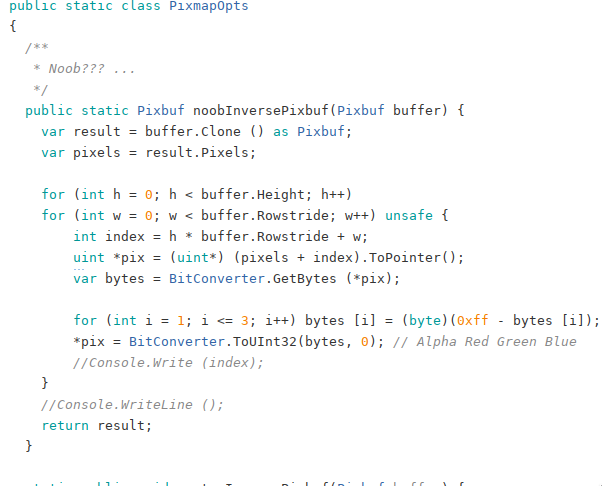 public static class PixmapOpts
{
/**
* Noob??? ...
*/
public static Pixbuf noobInversePixbuf(Pixbuf buffer) {
var result = buffer.Clone () as Pixbuf;
var pixels = result.Pixels;
for (int h = 0; h < buffer.Height; h++)
for (int w = 0; w < buffer.Rowstride; w++) unsafe {
int index = h * buffer.Rowstride + w;
uint *pix = (uint*) (pixels + index).ToPointer();
var bytes = BitConverter.GetBytes (*pix);
for (int i = 1; i <= 3; i++) bytes [i] = (byte)(0xff - bytes [i]);
*pix = BitConverter.ToUInt32(bytes, 0); // Alpha Red Green Blue
//Console.Write (index);
}
//Console.WriteLine ();
return result;
}